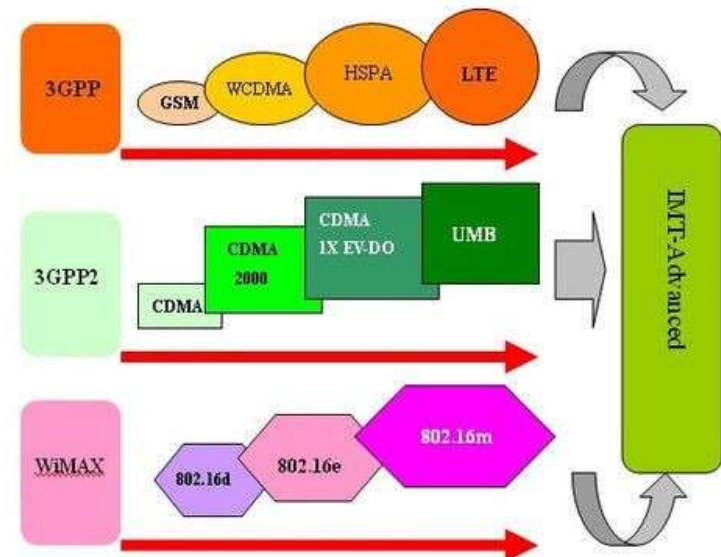 3GPP
GSM
WCDMA
HSPA
LTE
3GPP2
CDMA
CDMA
2000
CDMA
1X EV-DO
UMB
WiMAX
802.16d
802.16e
802.16m
IMT-Advanced